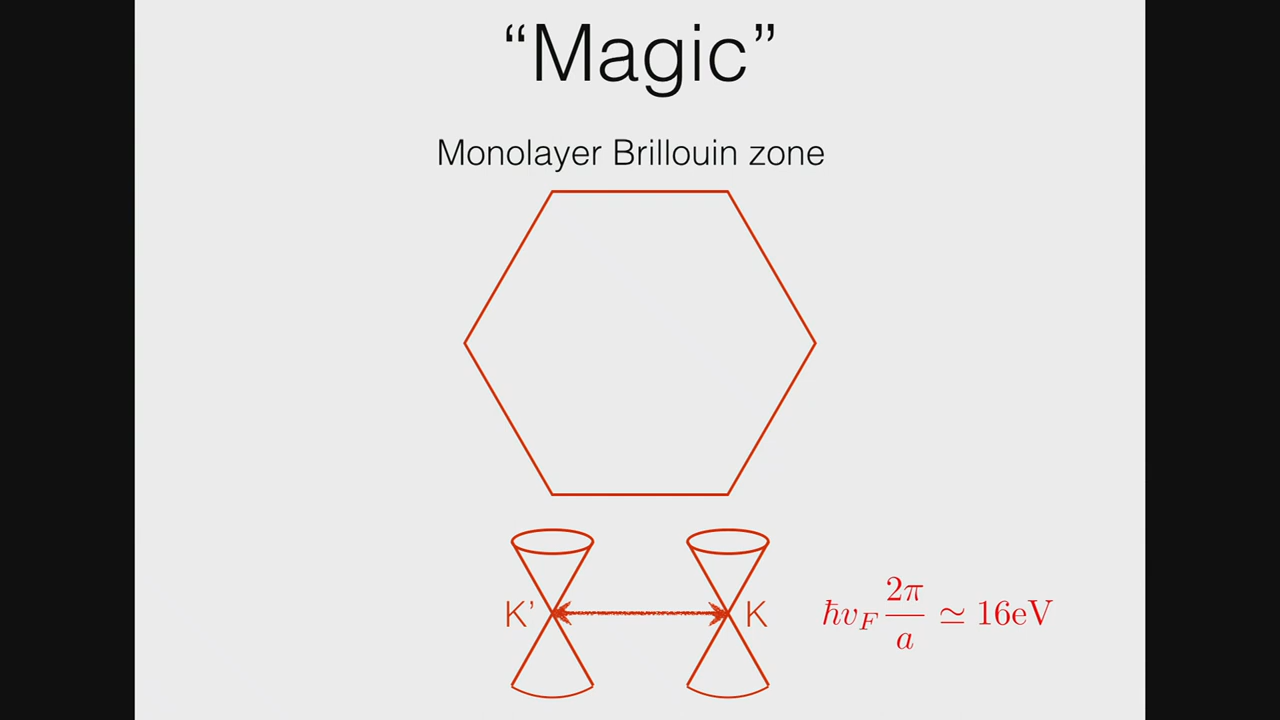 “Magic”
Monolayer Brillouin zone
K’ K
ħv_F 2π/a ≃ 16eV